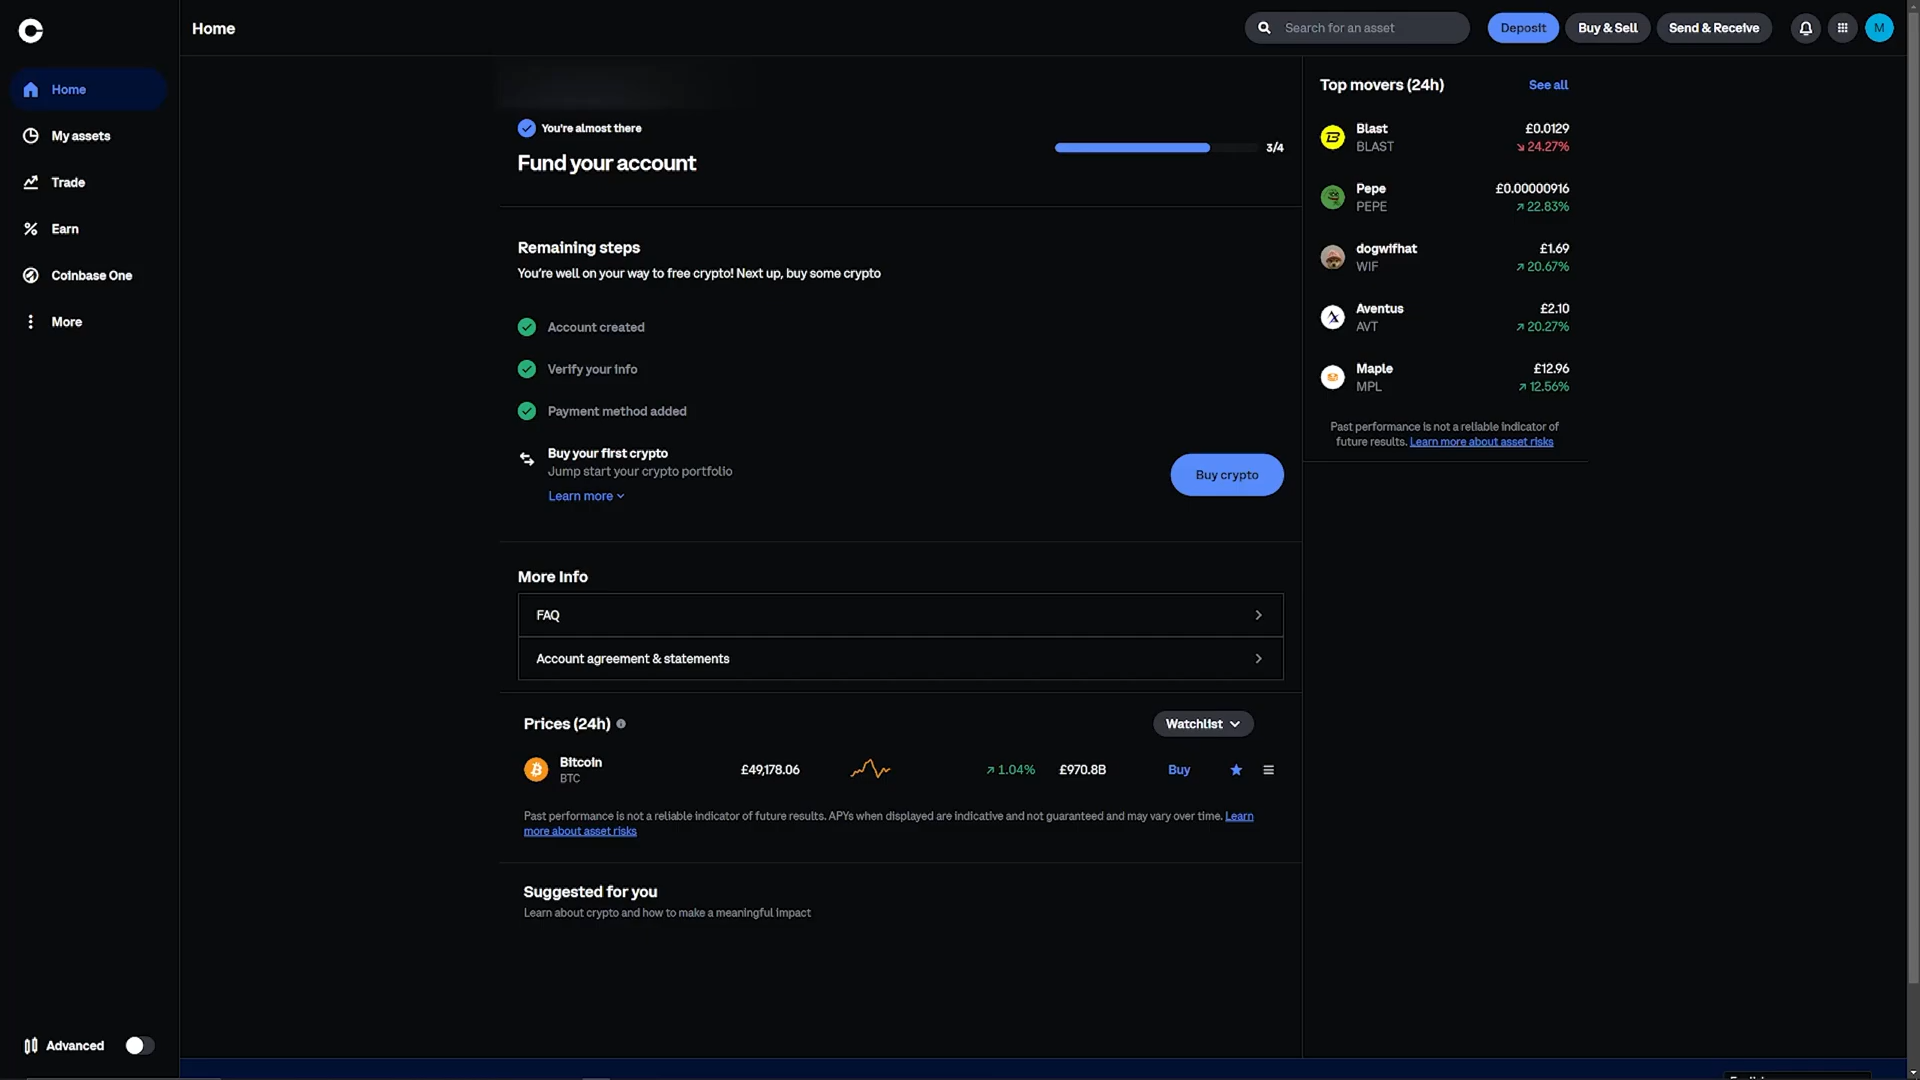 Home
Search for an asset
Deposit
Buy & Sell
Send & Receive
M
Home
My assets
Trade
Earn
Coinbase One
More
Advanced
You're almost there
Fund your account
3/4
Remaining steps
You're well on your way to free crypto! Next up, buy some crypto
Account created
Verify your info
Payment method added
Buy your first crypto
Jump start your crypto portfolio
Learn more
Buy crypto
More Info
FAQ
Account agreement & statements
Prices (24h)
Watchlist
Bitcoin
BTC
£49,178.06
1.04%
£970.8B
Buy
Past performance is not a reliable indicator of future results. APYs when displayed are indicative and not guaranteed and may vary over time. Learn
more about asset risks
Suggested for you
Learn about crypto and how to make a meaningful impact
Top movers (24h)
See all
Blast
£0.0129
BLAST
24.27%
Pepe
£0.00000916
PEPE
22.83%
dogwifhat
£1.69
WIF
20.67%
Aventus
£2.10
AVT
20.27%
Maple
£12.96
MPL
12.56%
Past performance is not a reliable indicator of
future results. Learn more about asset risks